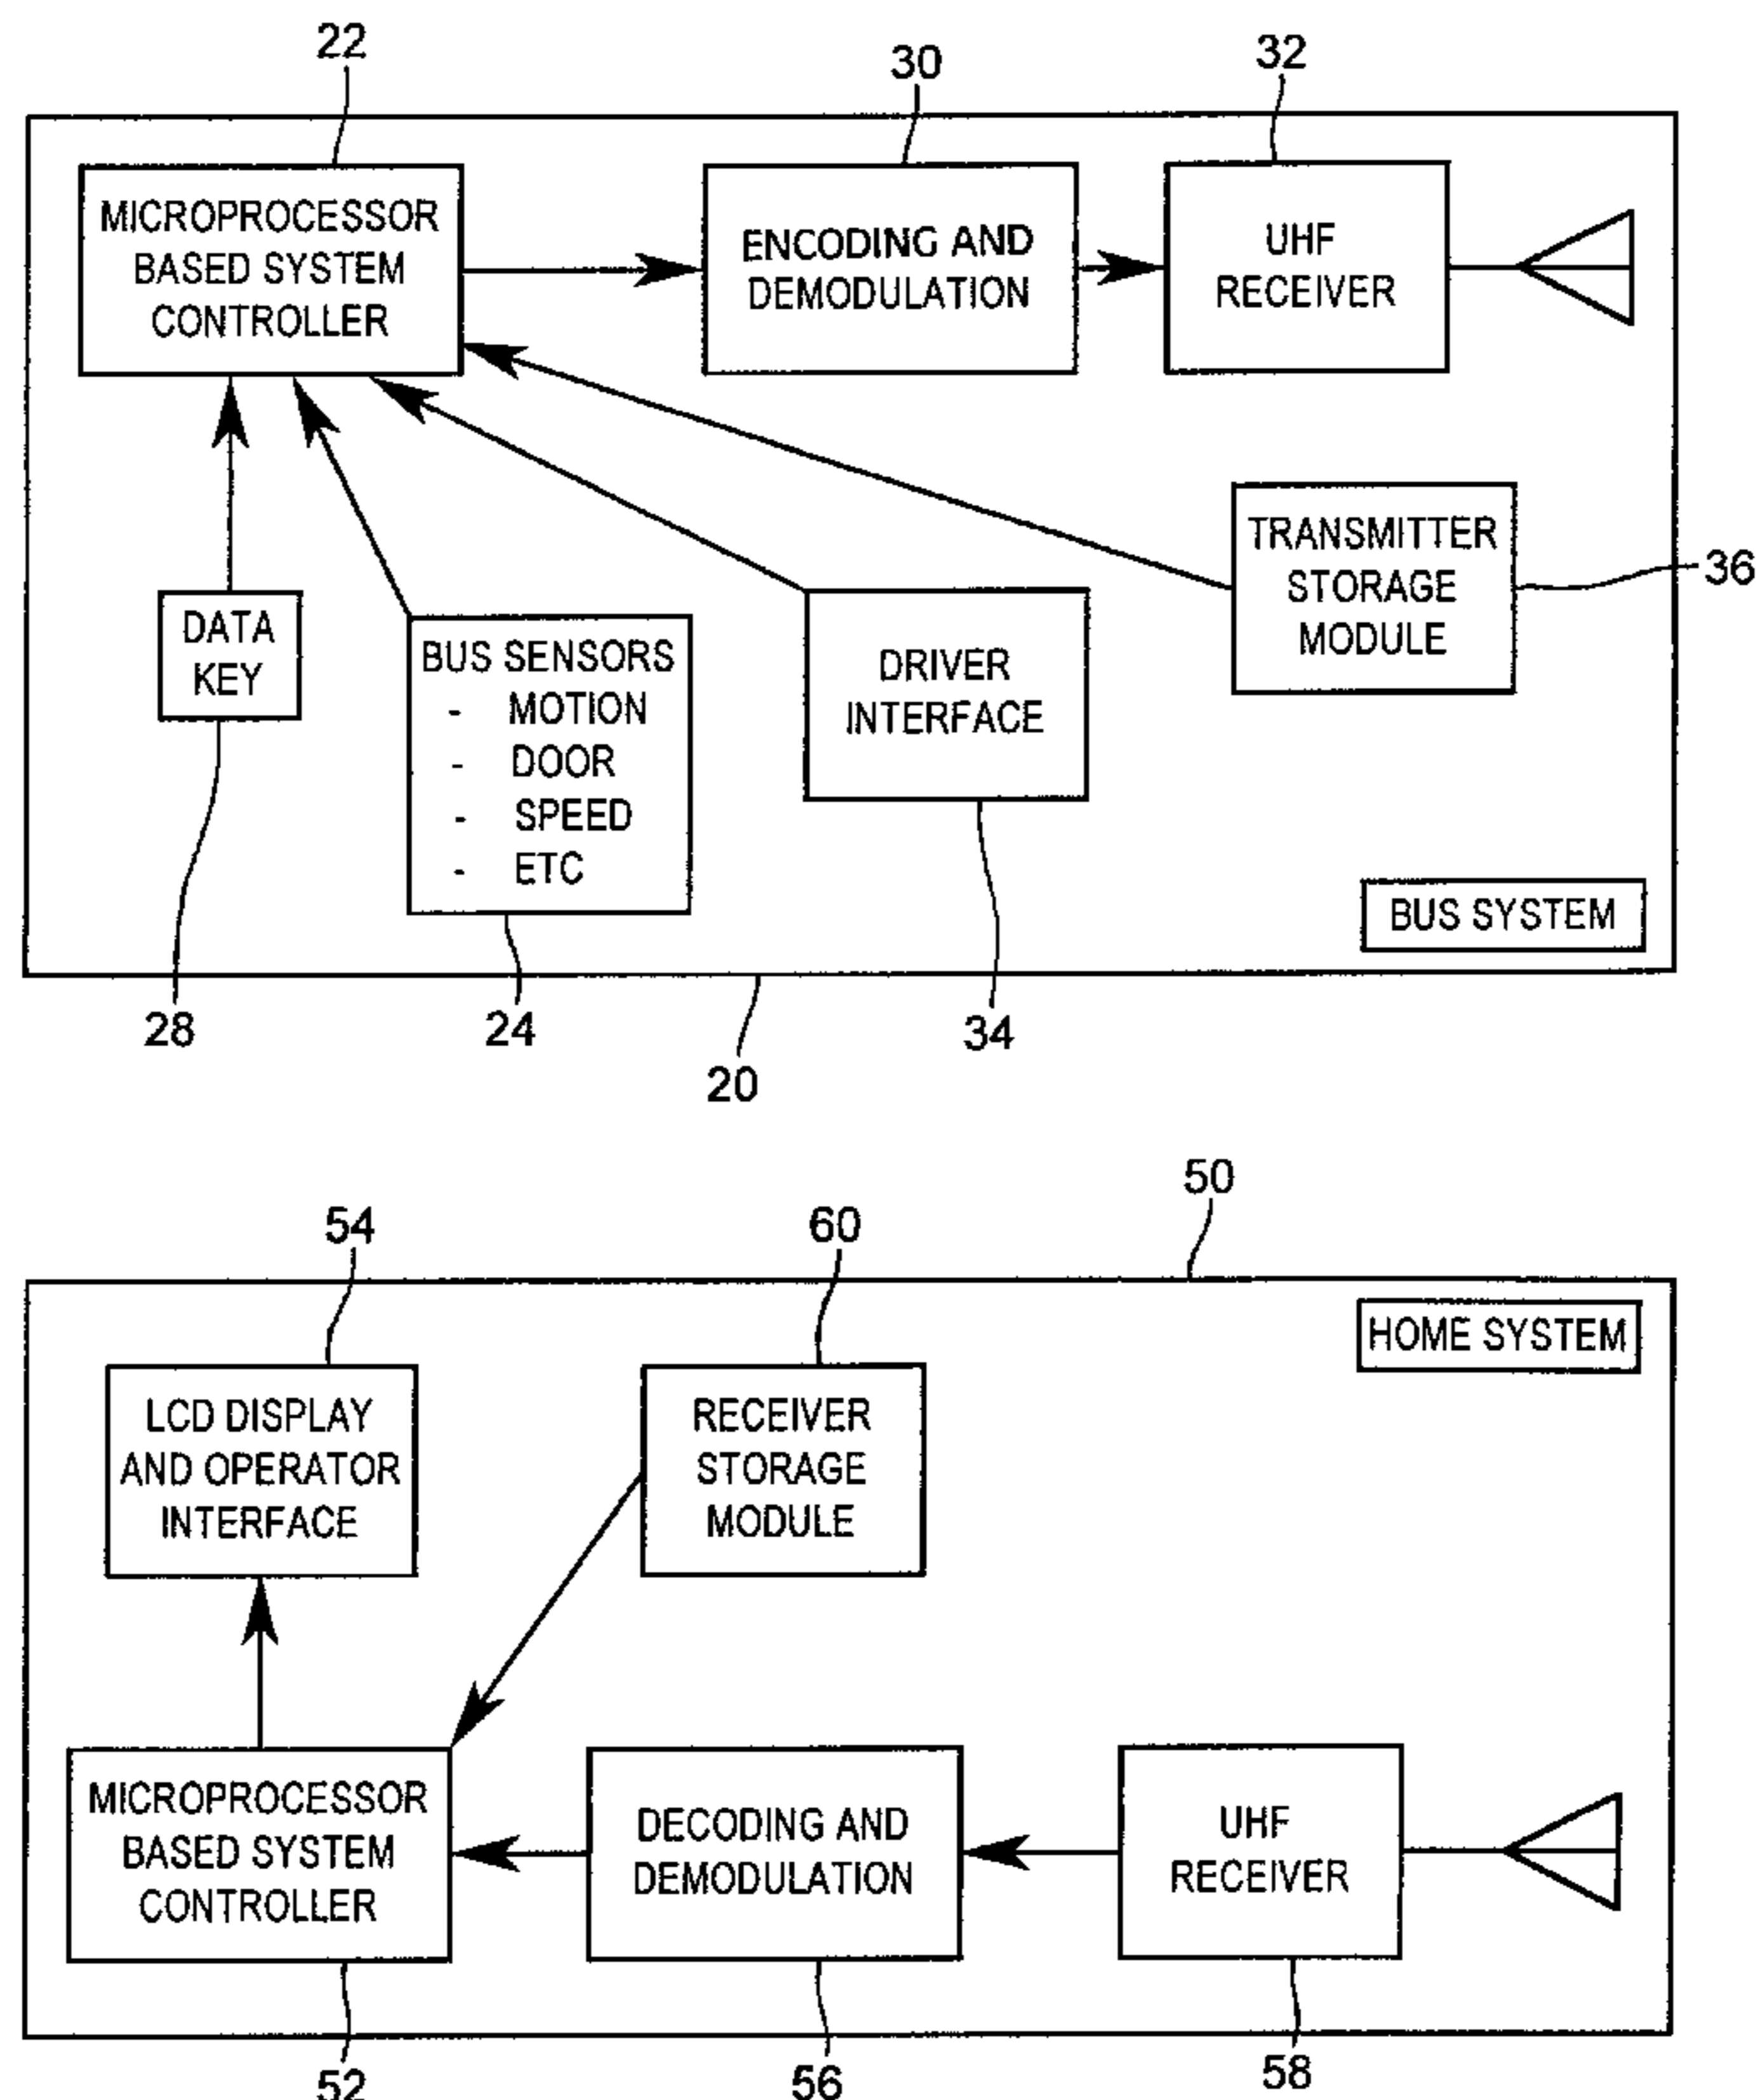 22
30
32
MICROPROCESSOR
BASED SYSTEM
CONTROLLER
ENCODING AND
DEMODULATION
UHF
RECEIVER
TRANSMITTER
STORAGE
MODULE
36
DATA
KEY
BUS SENSORS
- MOTION
- DOOR
- SPEED
- ETC
DRIVER
INTERFACE
BUS SYSTEM
28
24
34
20
50
54
60
HOME SYSTEM
LCD DISPLAY
AND OPERATOR
INTERFACE
RECEIVER
STORAGE
MODULE
MICROPROCESSOR
BASED SYSTEM
CONTROLLER
DECODING AND
DEMODULATION
UHF
RECEIVER
52
56
58